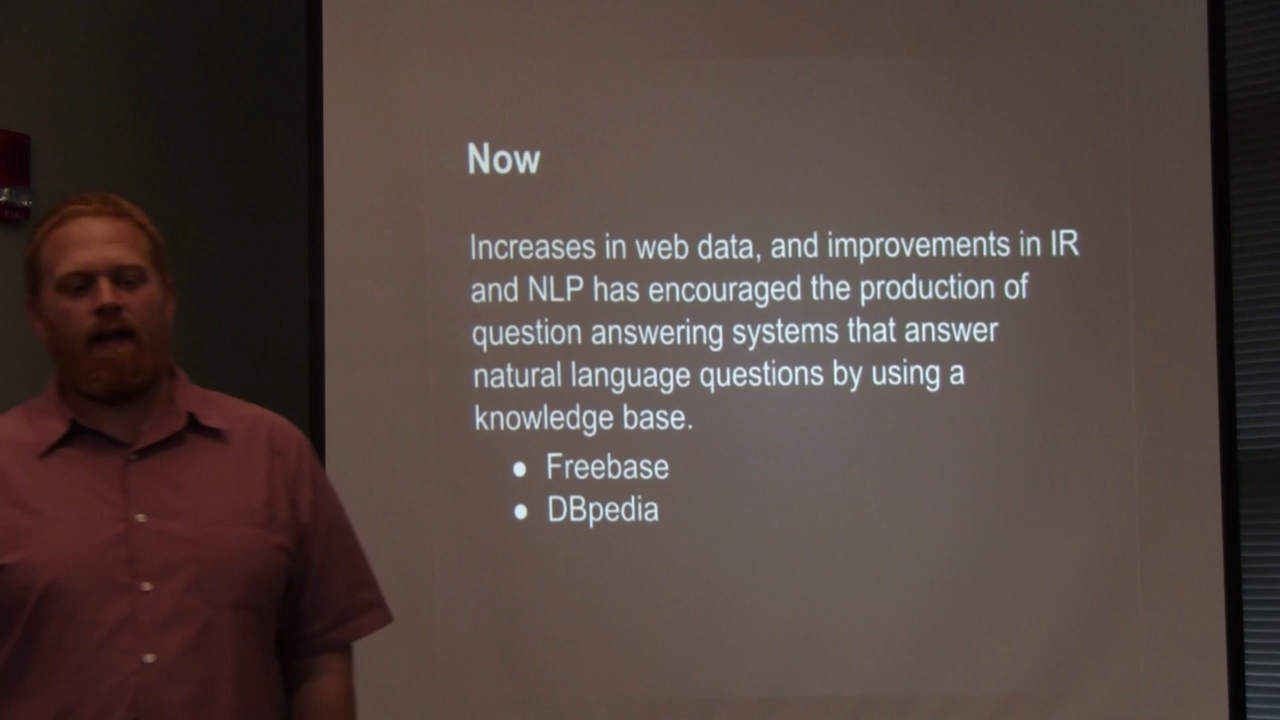 Now
Increases in web data, and improvements in IR
and NLP has encouraged the production of
question answering systems that answer
natural language questions by using a
knowledge base.
● Freebase
● DBpedia